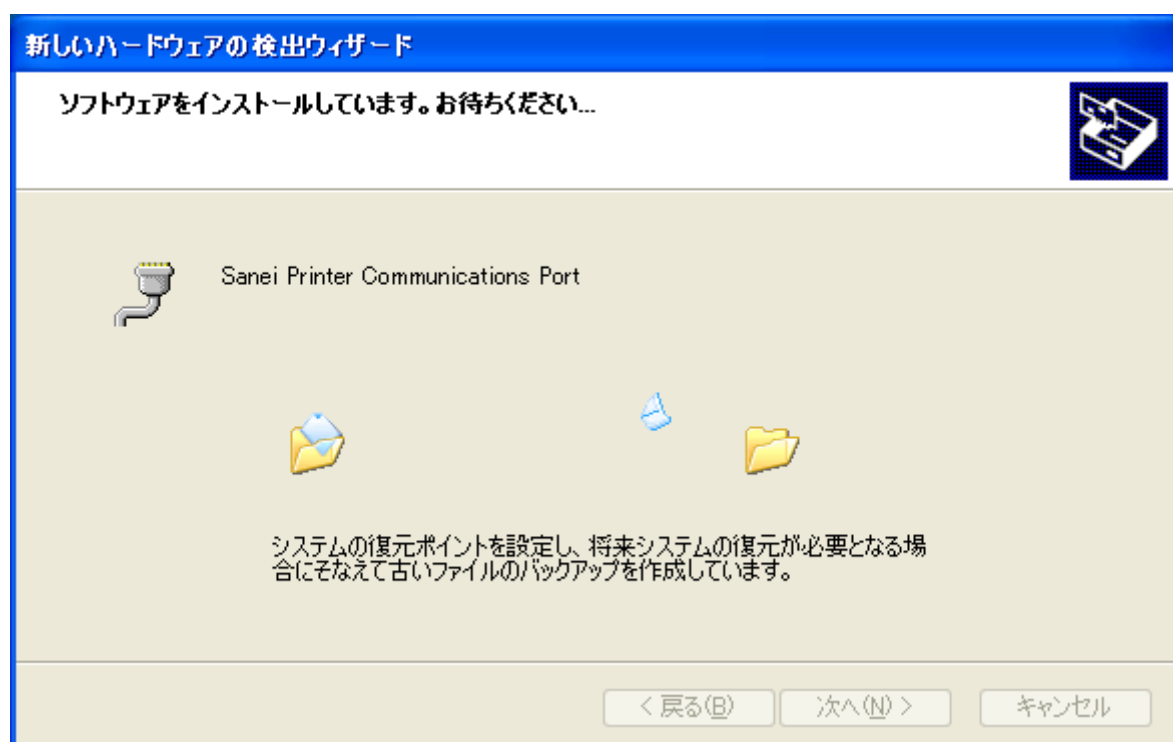 新しいハードウェアの検出ウィザード
ソフトウェアをインストールしています。お待ちください...
Sanei Printer Communications Port
システムの復元ポイントを設定し、将来システムの復元が必要となる場
合にそなえて古いファイルのバックアップを作成しています。
< 戻る(B) 次へ(N) > キャンセル